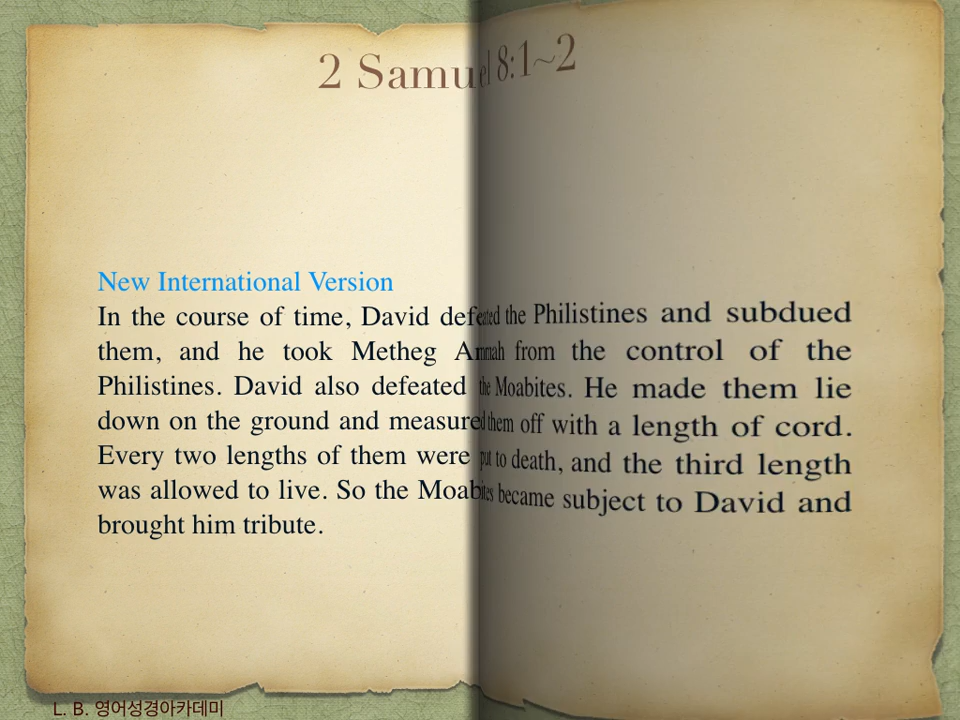 2 Samuel 8:1~2
New International Version
In the course of time, David defeated the Philistines and subdued
them, and he took Metheg Ammah from the control of the
Philistines. David also defeated the Moabites. He made them lie
down on the ground and measured them off with a length of cord.
Every two lengths of them were put to death, and the third length
was allowed to live. So the Moabites became subject to David and
brought him tribute.
L. B. 영어성경아카데미